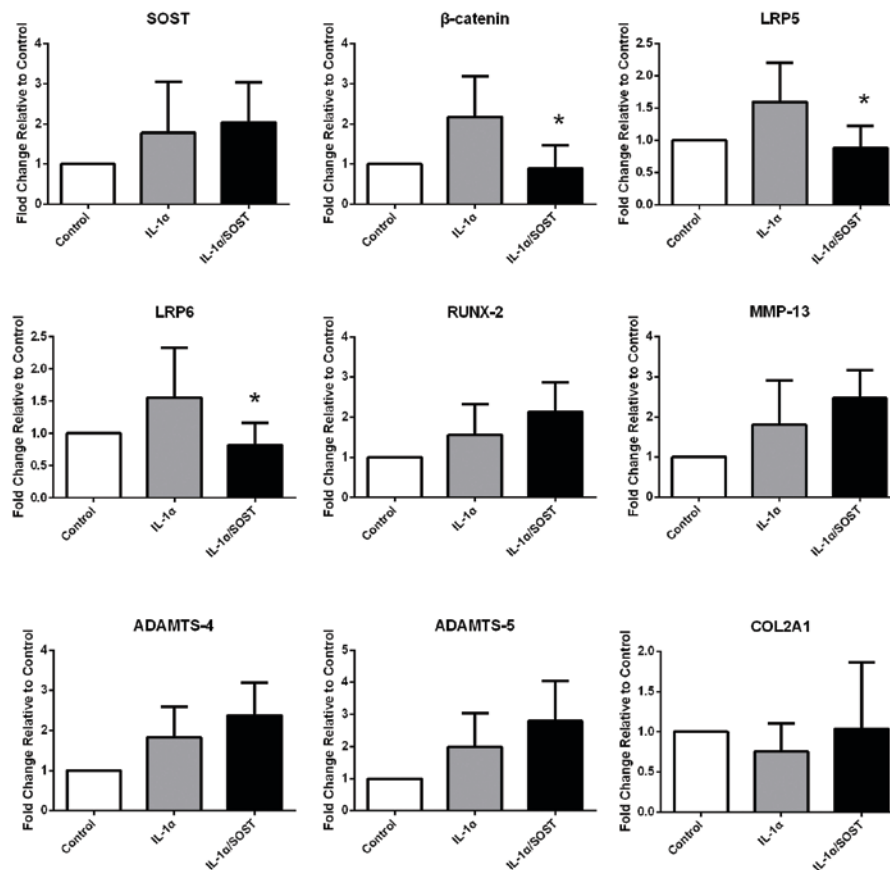 SOST
Flod Change Relative to Control
4
3
2
1
0
Control
IL-1α
IL-1α/SOST
β-catenin
Fold Change Relative to Control
4
3
2
1
0
*
Control
IL-1α
IL-1α/SOST
LRP5
Fold Change Relative to Control
2.5
2.0
1.5
1.0
0.5
0.0
*
Control
IL-1α
IL-1α/SOST
LRP6
Fold Change Relative to Control
2.5
2.0
1.5
1.0
0.5
0.0
*
Control
IL-1α
IL-1α/SOST
RUNX-2
Fold Change Relative to Control
4
3
2
1
0
Control
IL-1α
IL-1α/SOST
MMP-13
Fold Change Relative to Control
4
3
2
1
0
Control
IL-1α
IL-1α/SOST
ADAMTS-4
Fold Change Relative to Control
4
3
2
1
0
Control
IL-1α
IL-1α/SOST
ADAMTS-5
Fold Change Relative to Control
5
4
3
2
1
0
Control
IL-1α
IL-1α/SOST
COL2A1
Fold Change Relative to Control
2.0
1.5
1.0
0.5
0.0
Control
IL-1α
IL-1α/SOST